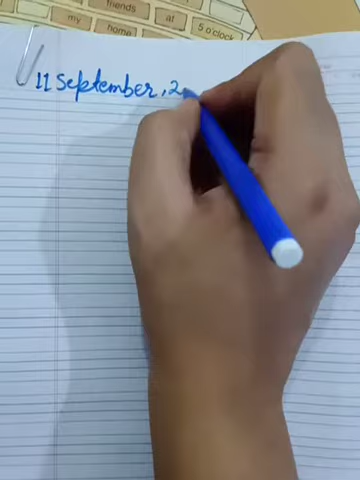 friends
my
home
at
5 o'clock
11 September, 2